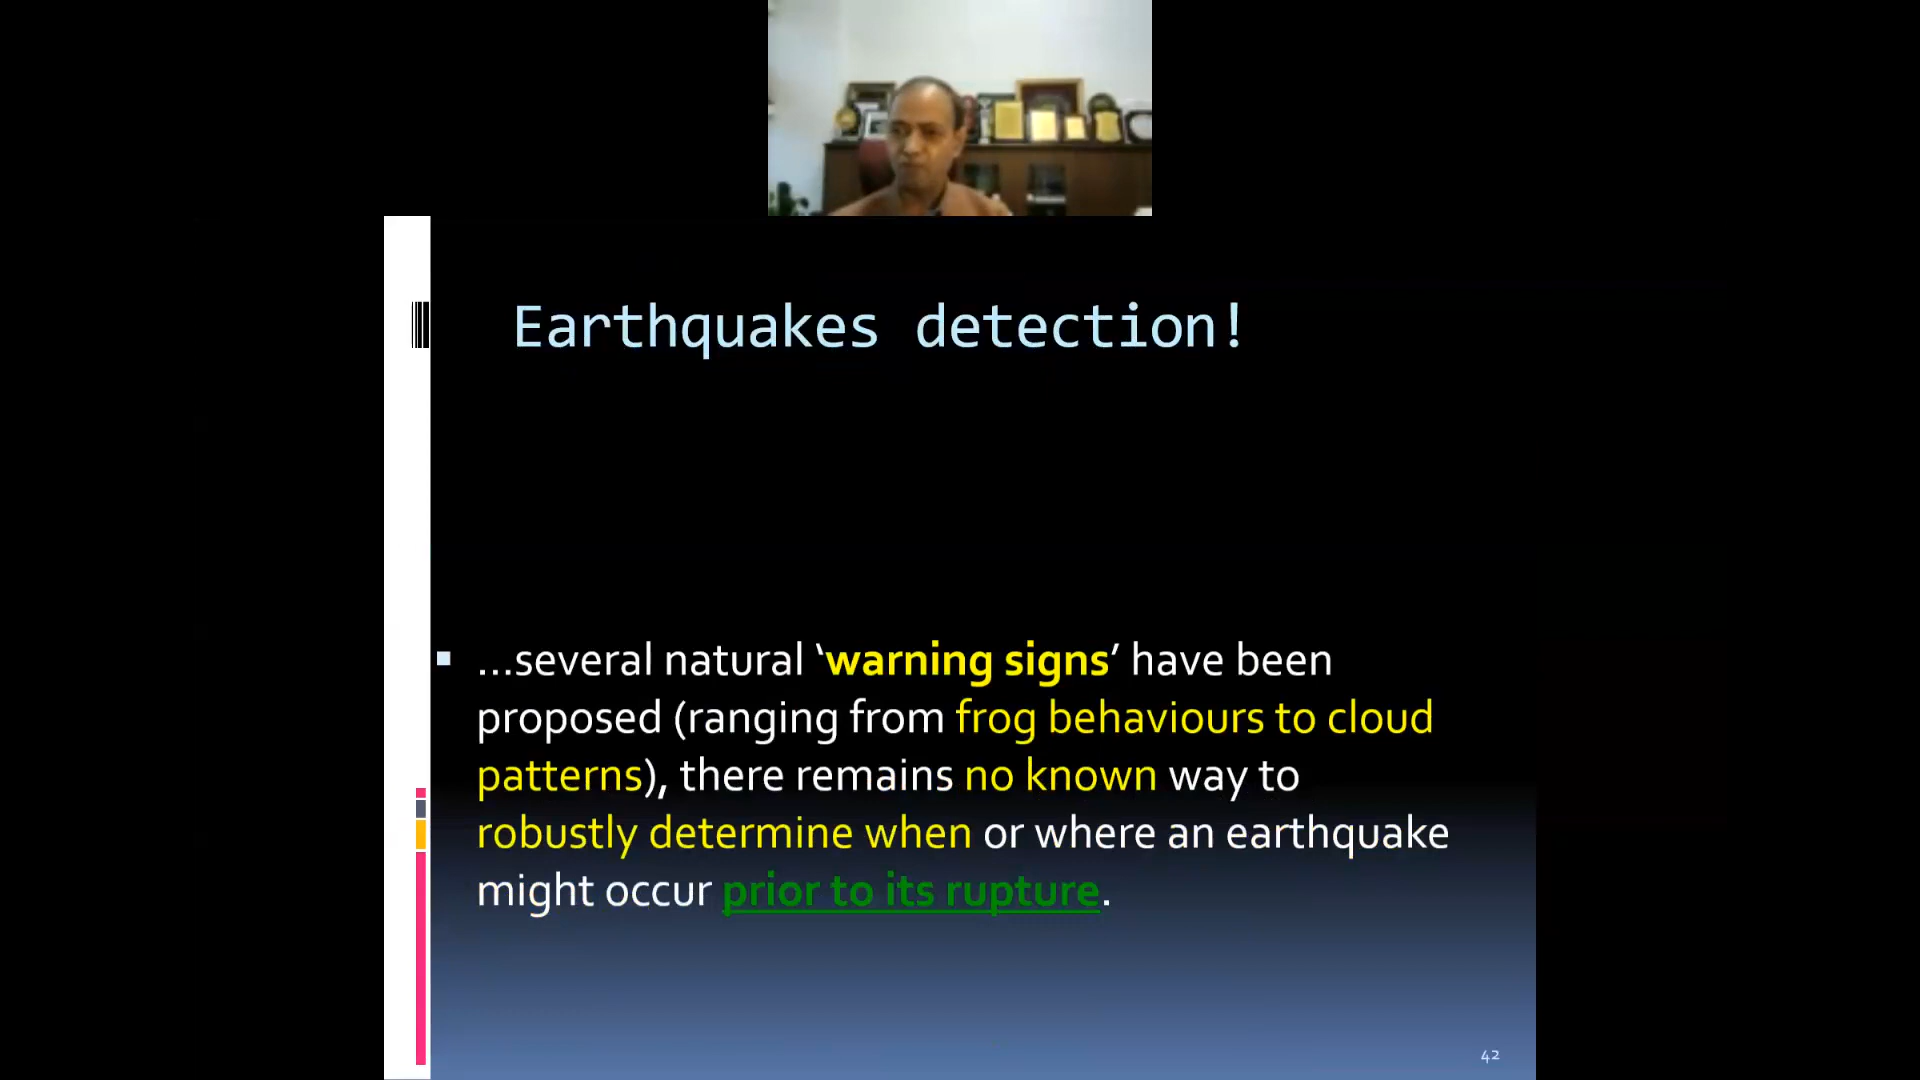 Earthquakes detection!
▪ …several natural ‘warning signs’ have been
proposed (ranging from frog behaviours to cloud
patterns), there remains no known way to
robustly determine when or where an earthquake
might occur prior to its rupture.
42